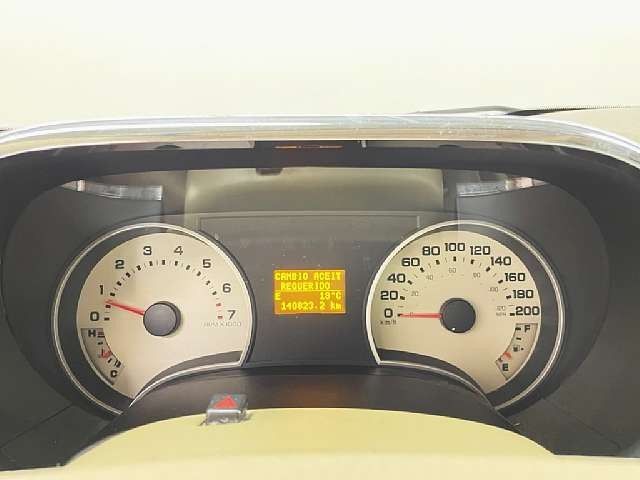 0 20 40 60 80 100 120 140 160 180 200
km/h
1 2 3 4 5 6 7
RPM X1000
H
C
CAMBIO ACEIT
REQUERIDO
E 19°C
140823.2 km
F
E